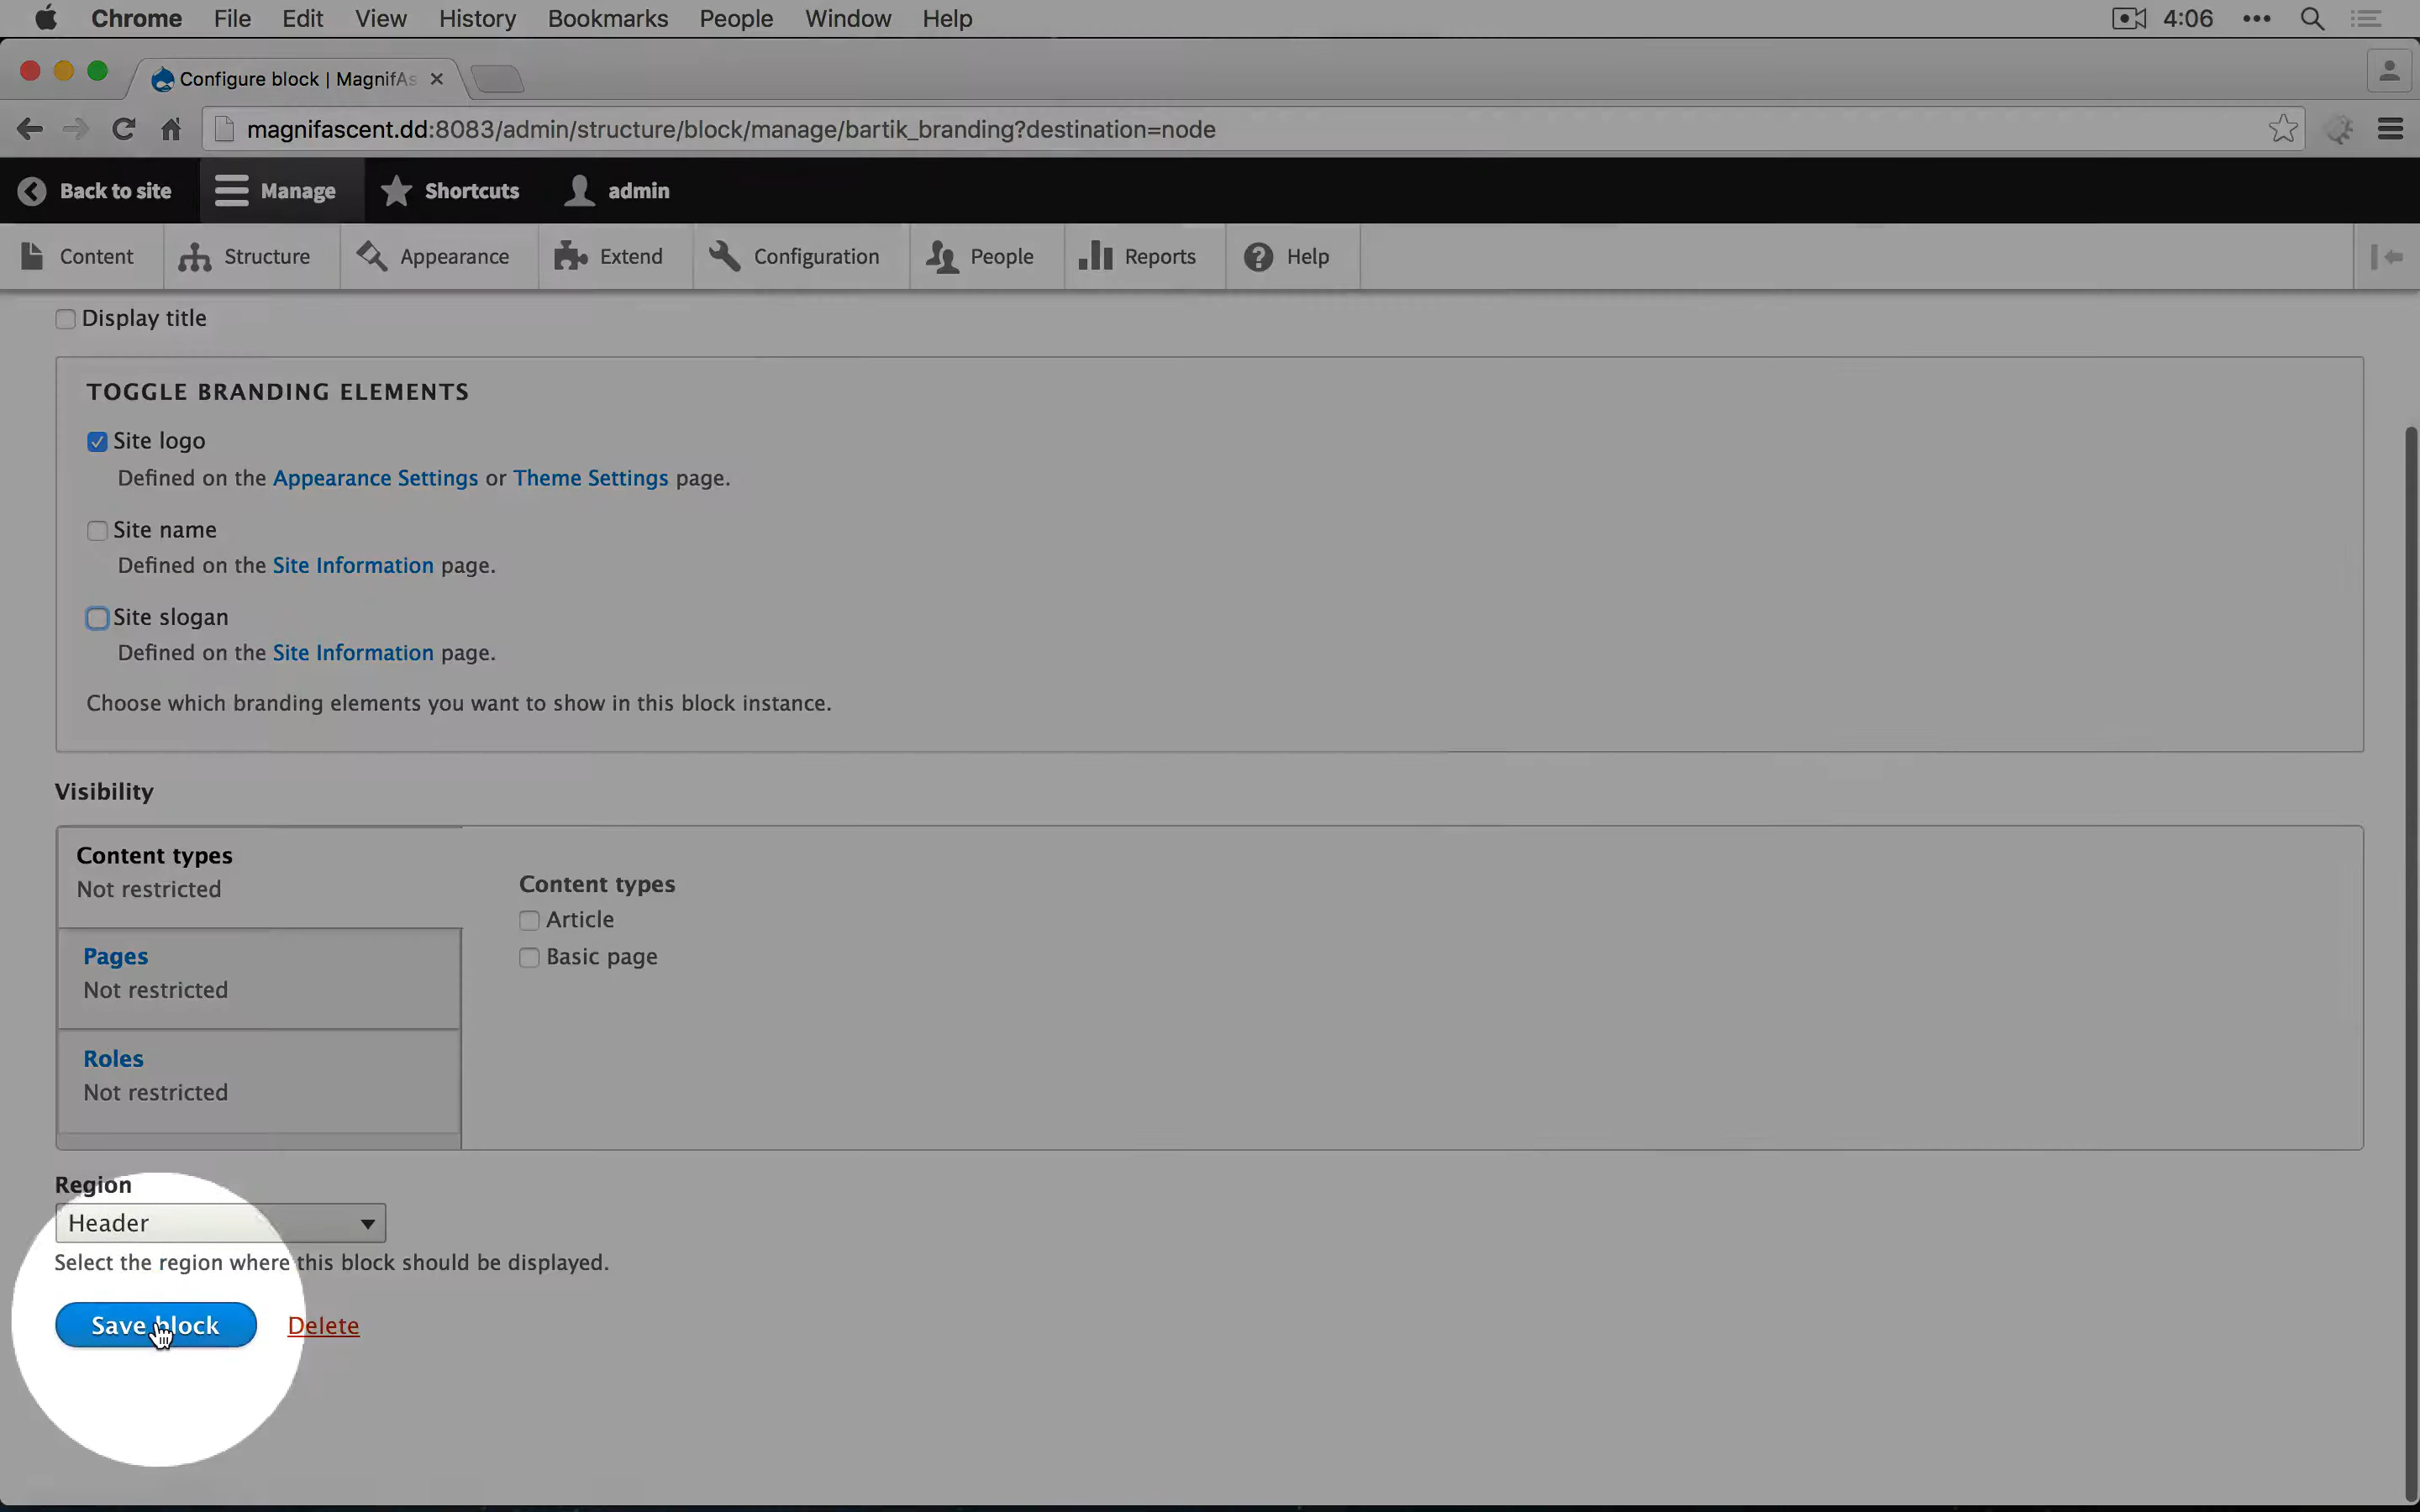 Chrome File Edit View History Bookmarks People Window Help 4:06
Configure block | MagnifAs
magnifascent.dd:8083/admin/structure/block/manage/bartik_branding?destination=node
Back to site Manage Shortcuts admin
Content Structure Appearance Extend Configuration People Reports Help
Display title
TOGGLE BRANDING ELEMENTS
Site logo
Defined on the Appearance Settings or Theme Settings page.
Site name
Defined on the Site Information page.
Site slogan
Defined on the Site Information page.
Choose which branding elements you want to show in this block instance.
Visibility
Content types
Not restricted
Pages
Not restricted
Roles
Not restricted
Content types
Article
Basic page
Region
Header
Select the region where this block should be displayed.
Save block Delete